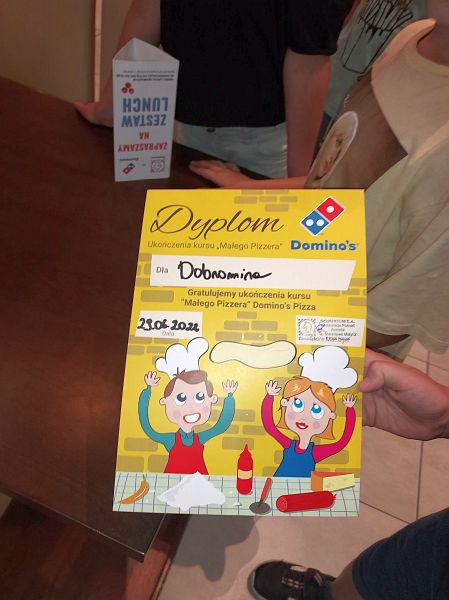 ZAPRASZAMY
NA
ZESTAW
LUNCH
Dyplom
Ukończenia kursu „Małego Pizzera”
Domino's
Dla Dobromira
Gratulujemy ukończenia kursu
"Małego Pizzera" Domino's Pizza
29.06.2022
Data